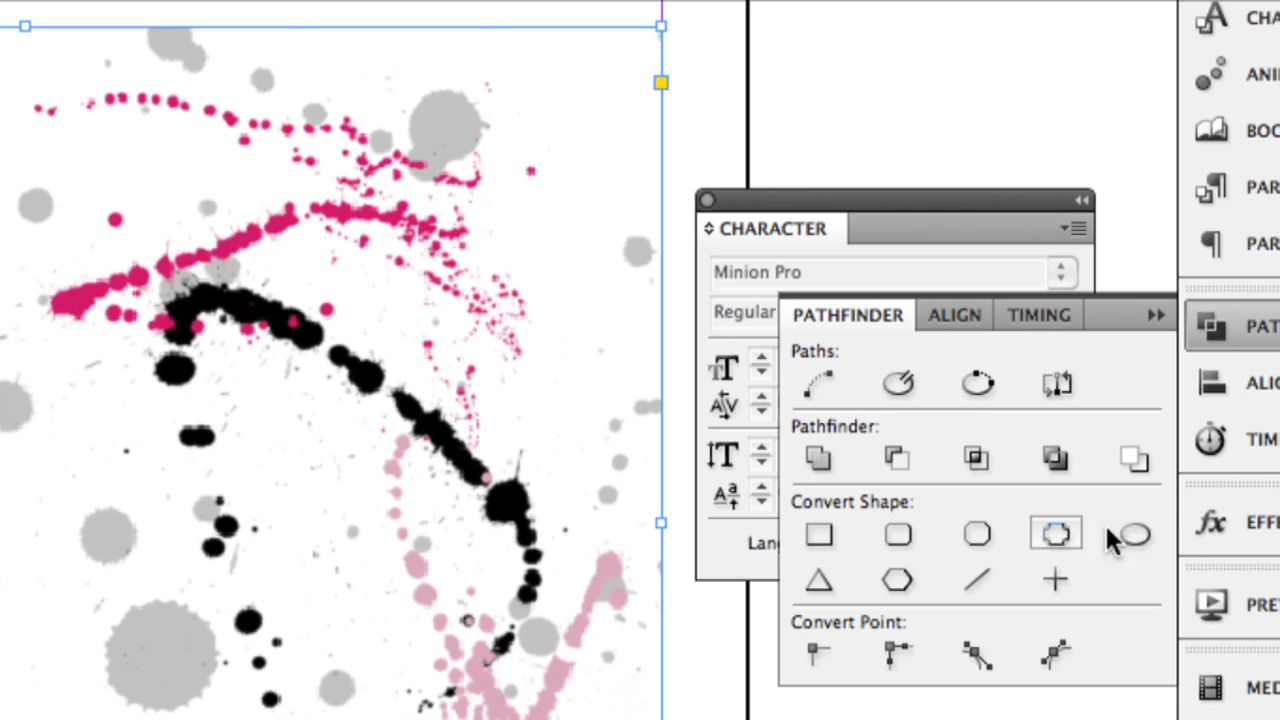 CHA
ANI
BOO
PAR
PAR
CHARACTER
Minion Pro
Regular
PATHFINDER ALIGN TIMING
Paths:
Pathfinder:
Convert Shape:
Lan
Convert Point:
PAT
ALIG
TIM
EFFE
PRE
MED